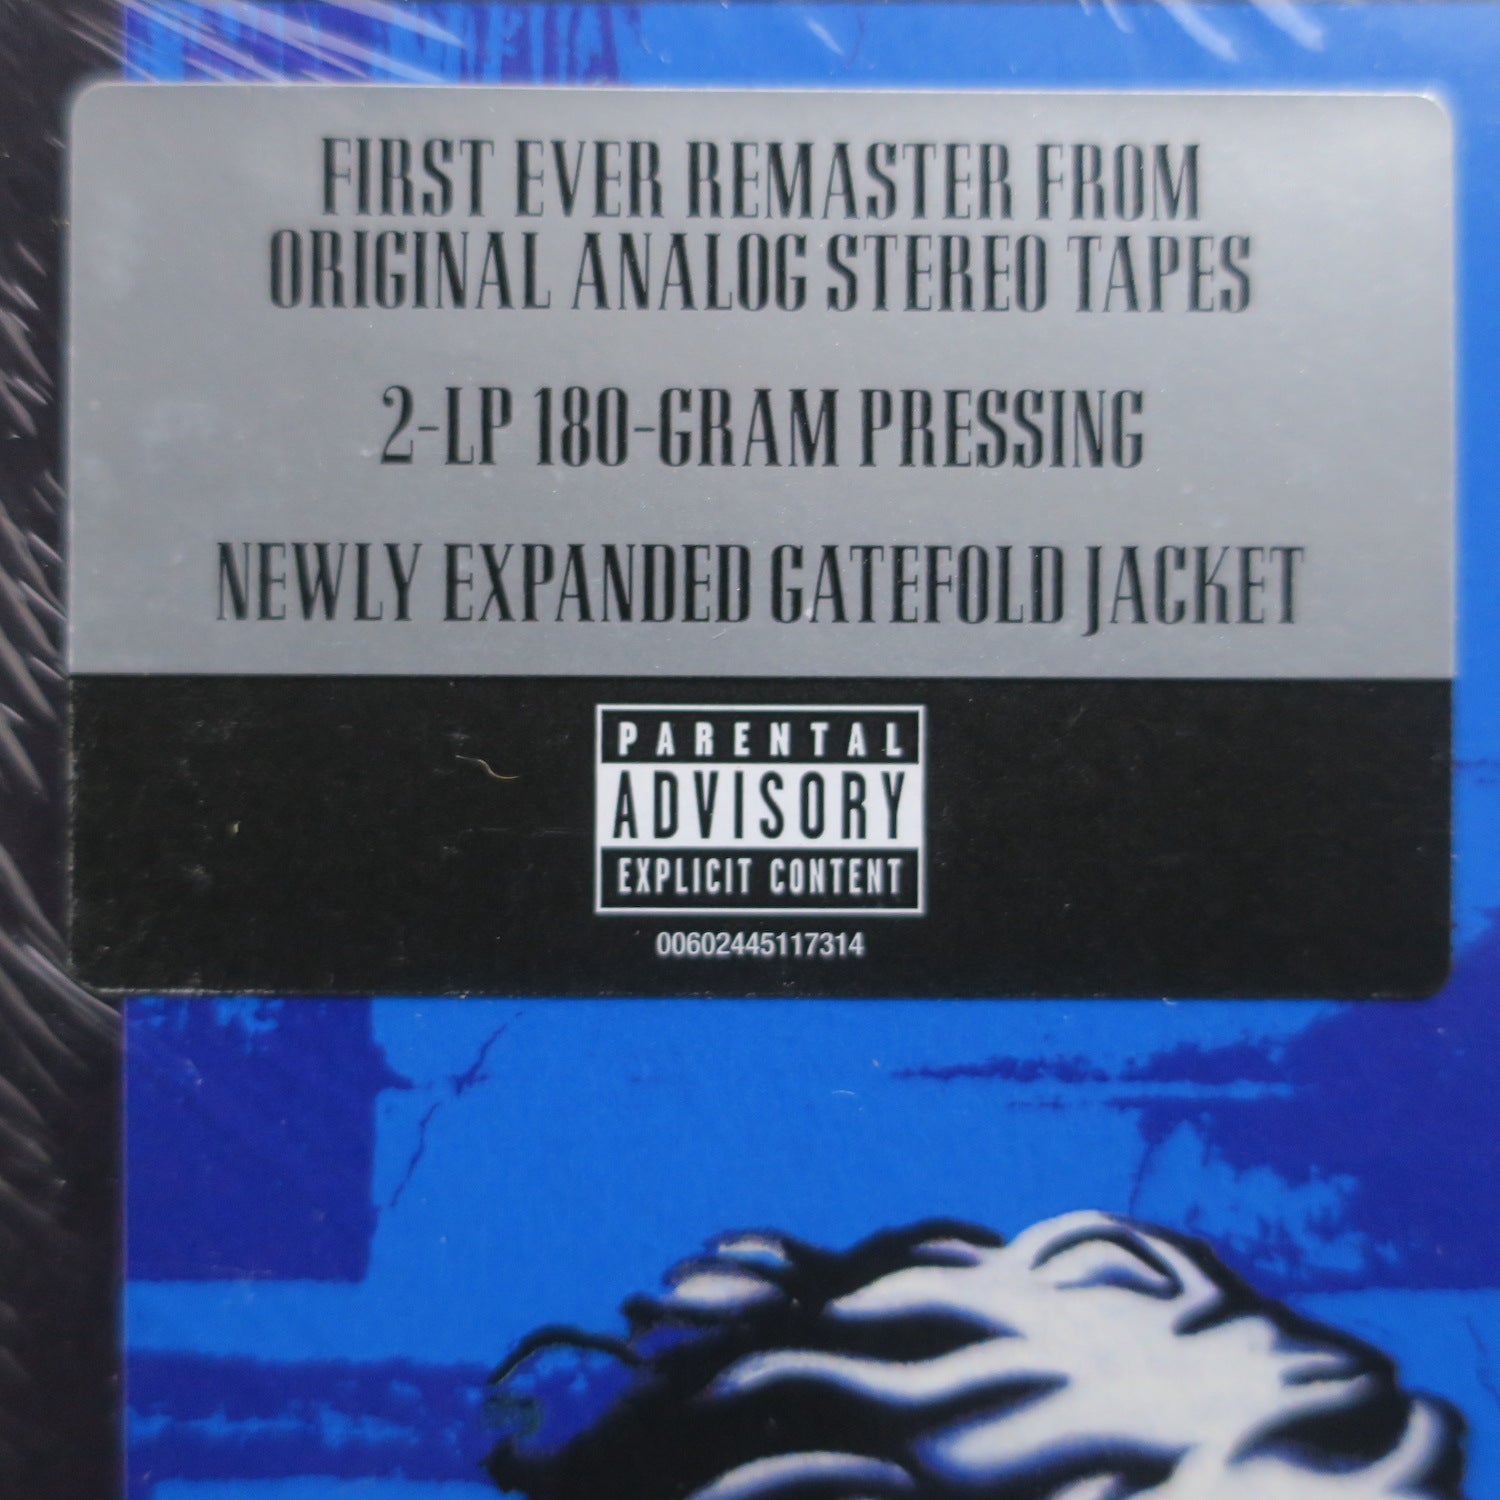 FIRST EVER REMASTER FROM
ORIGINAL ANALOG STEREO TAPES
2-LP 180-GRAM PRESSING
NEWLY EXPANDED GATEFOLD JACKET
PARENTAL
ADVISORY
EXPLICIT CONTENT
00602445117314